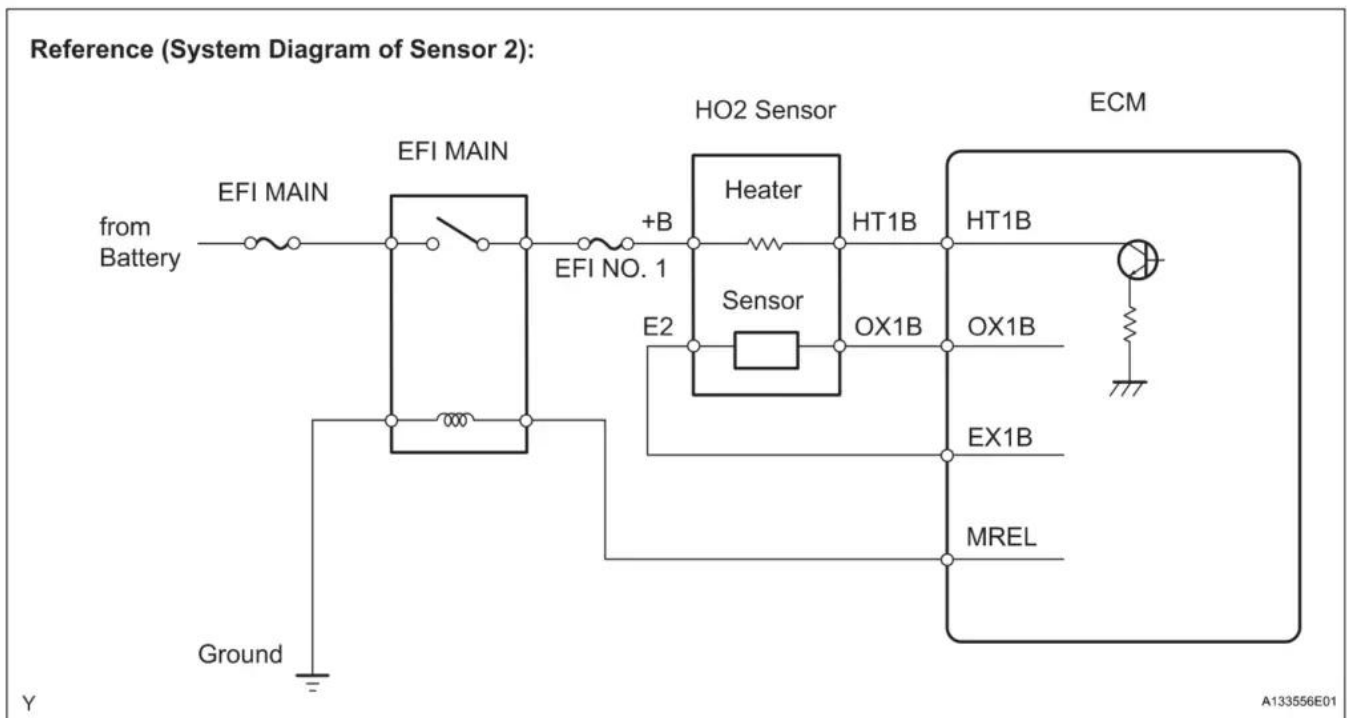 Reference (System Diagram of Sensor 2):
ECM
HO2 Sensor
EFI MAIN
EFI MAIN
Heater
from
Battery
+B
HT1B
HT1B
EFI NO. 1
Sensor
E2
OX1B
OX1B
EX1B
MREL
Ground
Y
A133556E01